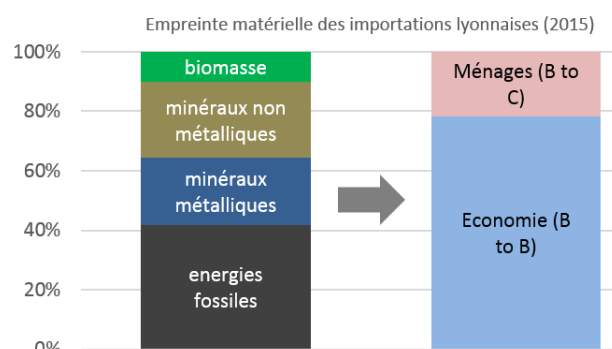 Empreinte matérielle des importations lyonnaises (2015)
100%
80%
60%
40%
20%
0%
biomasse
minéraux non
métalliques
minéraux
métalliques
energies
fossiles
Ménages (B to
C)
Economie (B
to B)